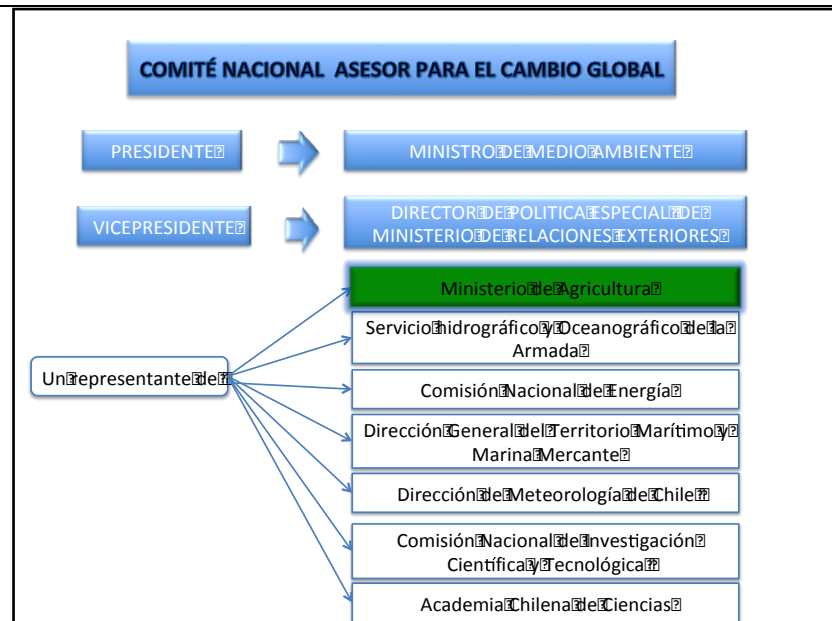 COMITÉ NACIONAL ASESOR PARA EL CAMBIO GLOBAL
PRESIDENTE
MINISTRO DE MEDIO AMBIENTE
VICEPRESIDENTE
DIRECTOR DE POLITICA ESPECIAL DE
MINISTERIO DE RELACIONES EXTERIORES
Un representante de
Ministerio de Agricultura
Servicio hidrográfico y Oceanográfico de la
Armada
Comisión Nacional de Energía
Dirección General del Territorio Marítimo y
Marina Mercante
Dirección de Meteorología de Chile
Comisión Nacional de Investigación
Científica y Tecnológica
Academia Chilena de Ciencias